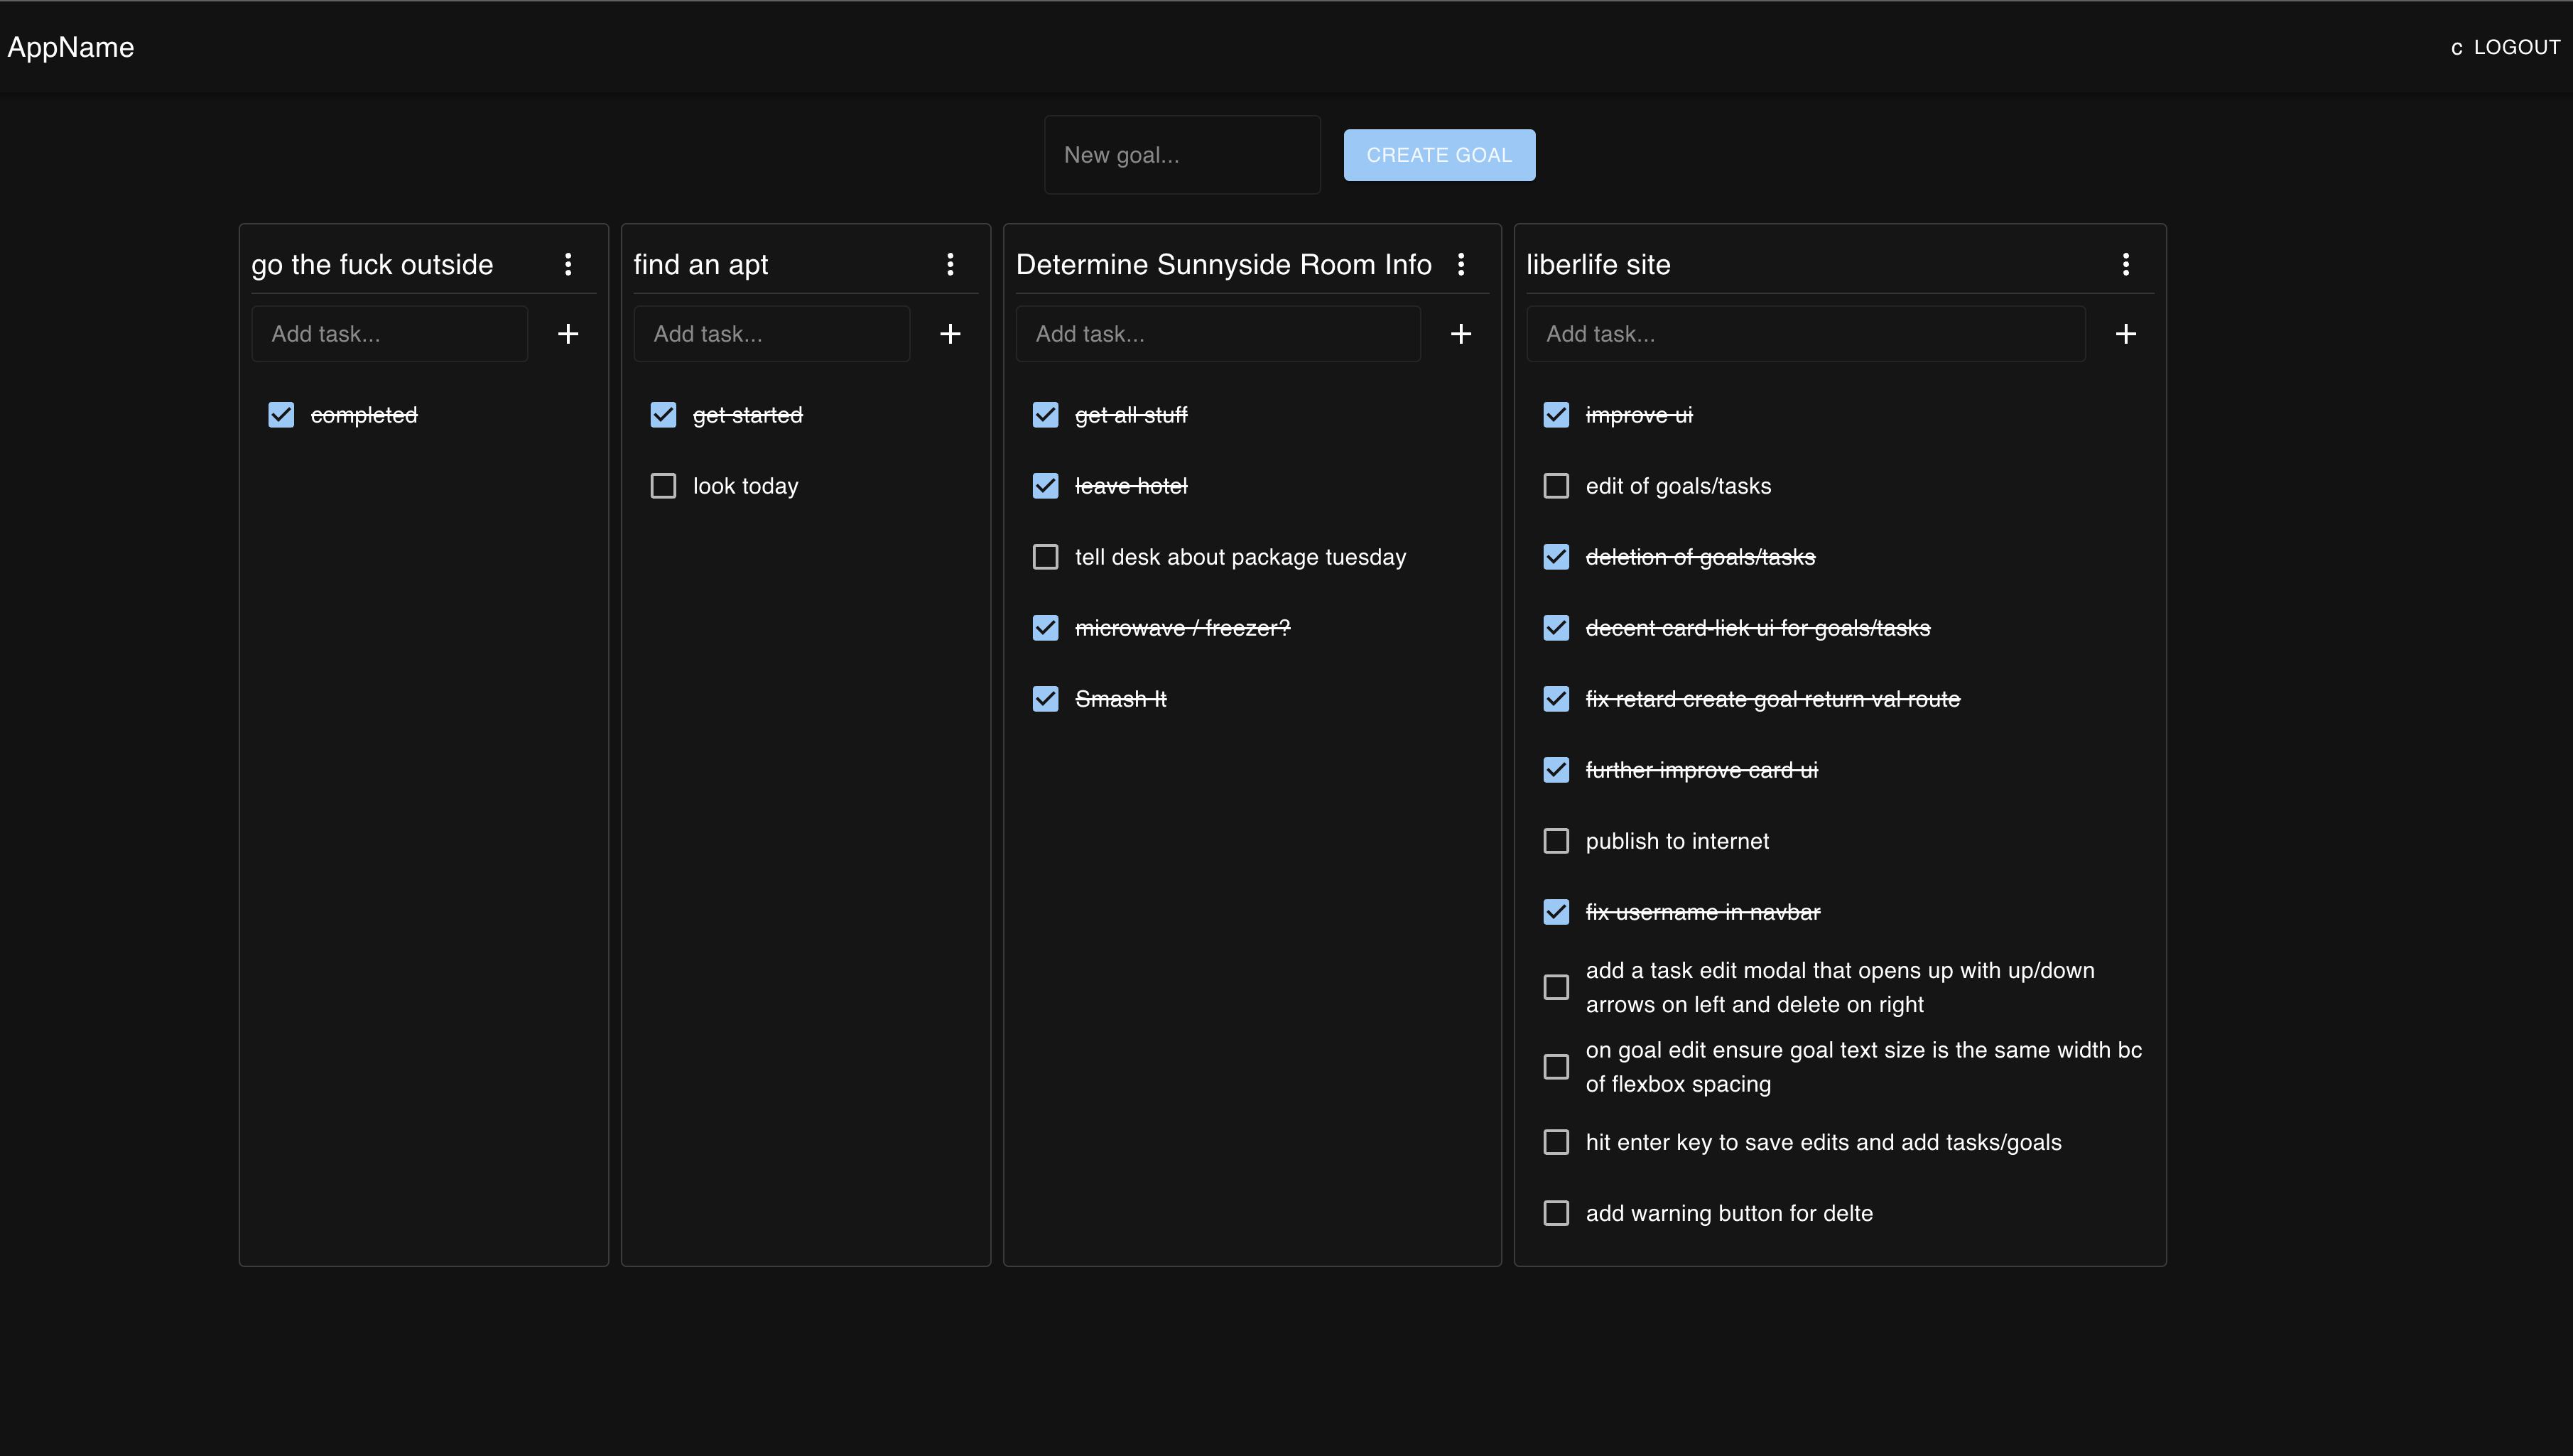 AppName
c LOGOUT
New goal...
CREATE GOAL
go the fuck outside
Add task...
completed
find an apt
Add task...
get started
look today
Determine Sunnyside Room Info
Add task...
get all stuff
leave hotel
tell desk about package tuesday
microwave / freezer?
Smash It
liberlife site
Add task...
improve ui
edit of goals/tasks
deletion of goals/tasks
decent card-liek ui for goals/tasks
fix retard create goal return val route
further improve card ui
publish to internet
fix username in navbar
add a task edit modal that opens up with up/down
arrows on left and delete on right
on goal edit ensure goal text size is the same width bc
of flexbox spacing
hit enter key to save edits and add tasks/goals
add warning button for delte